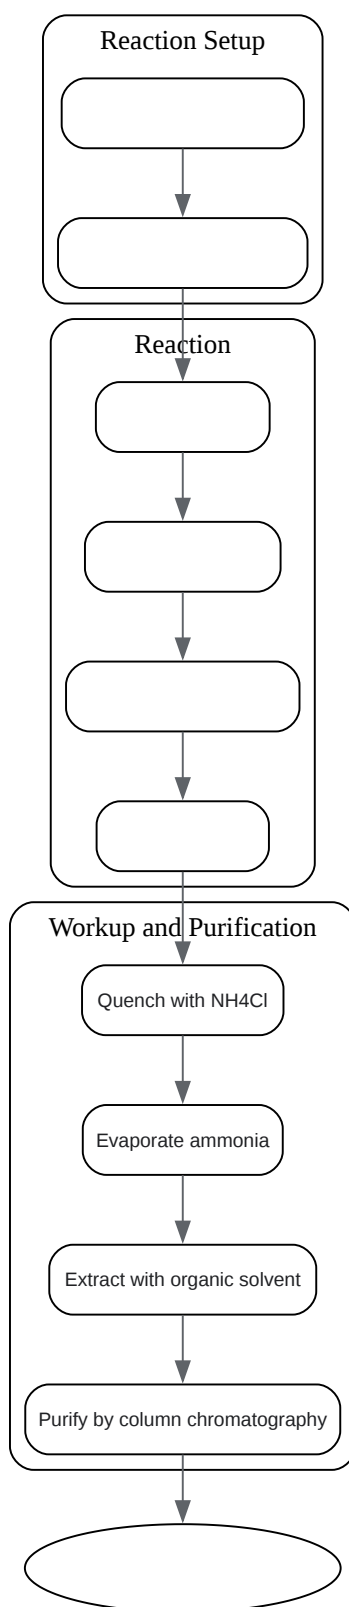 Reaction Setup
Reaction
Workup and Purification
Quench with NH4Cl
Evaporate ammonia
Extract with organic solvent
Purify by column chromatography